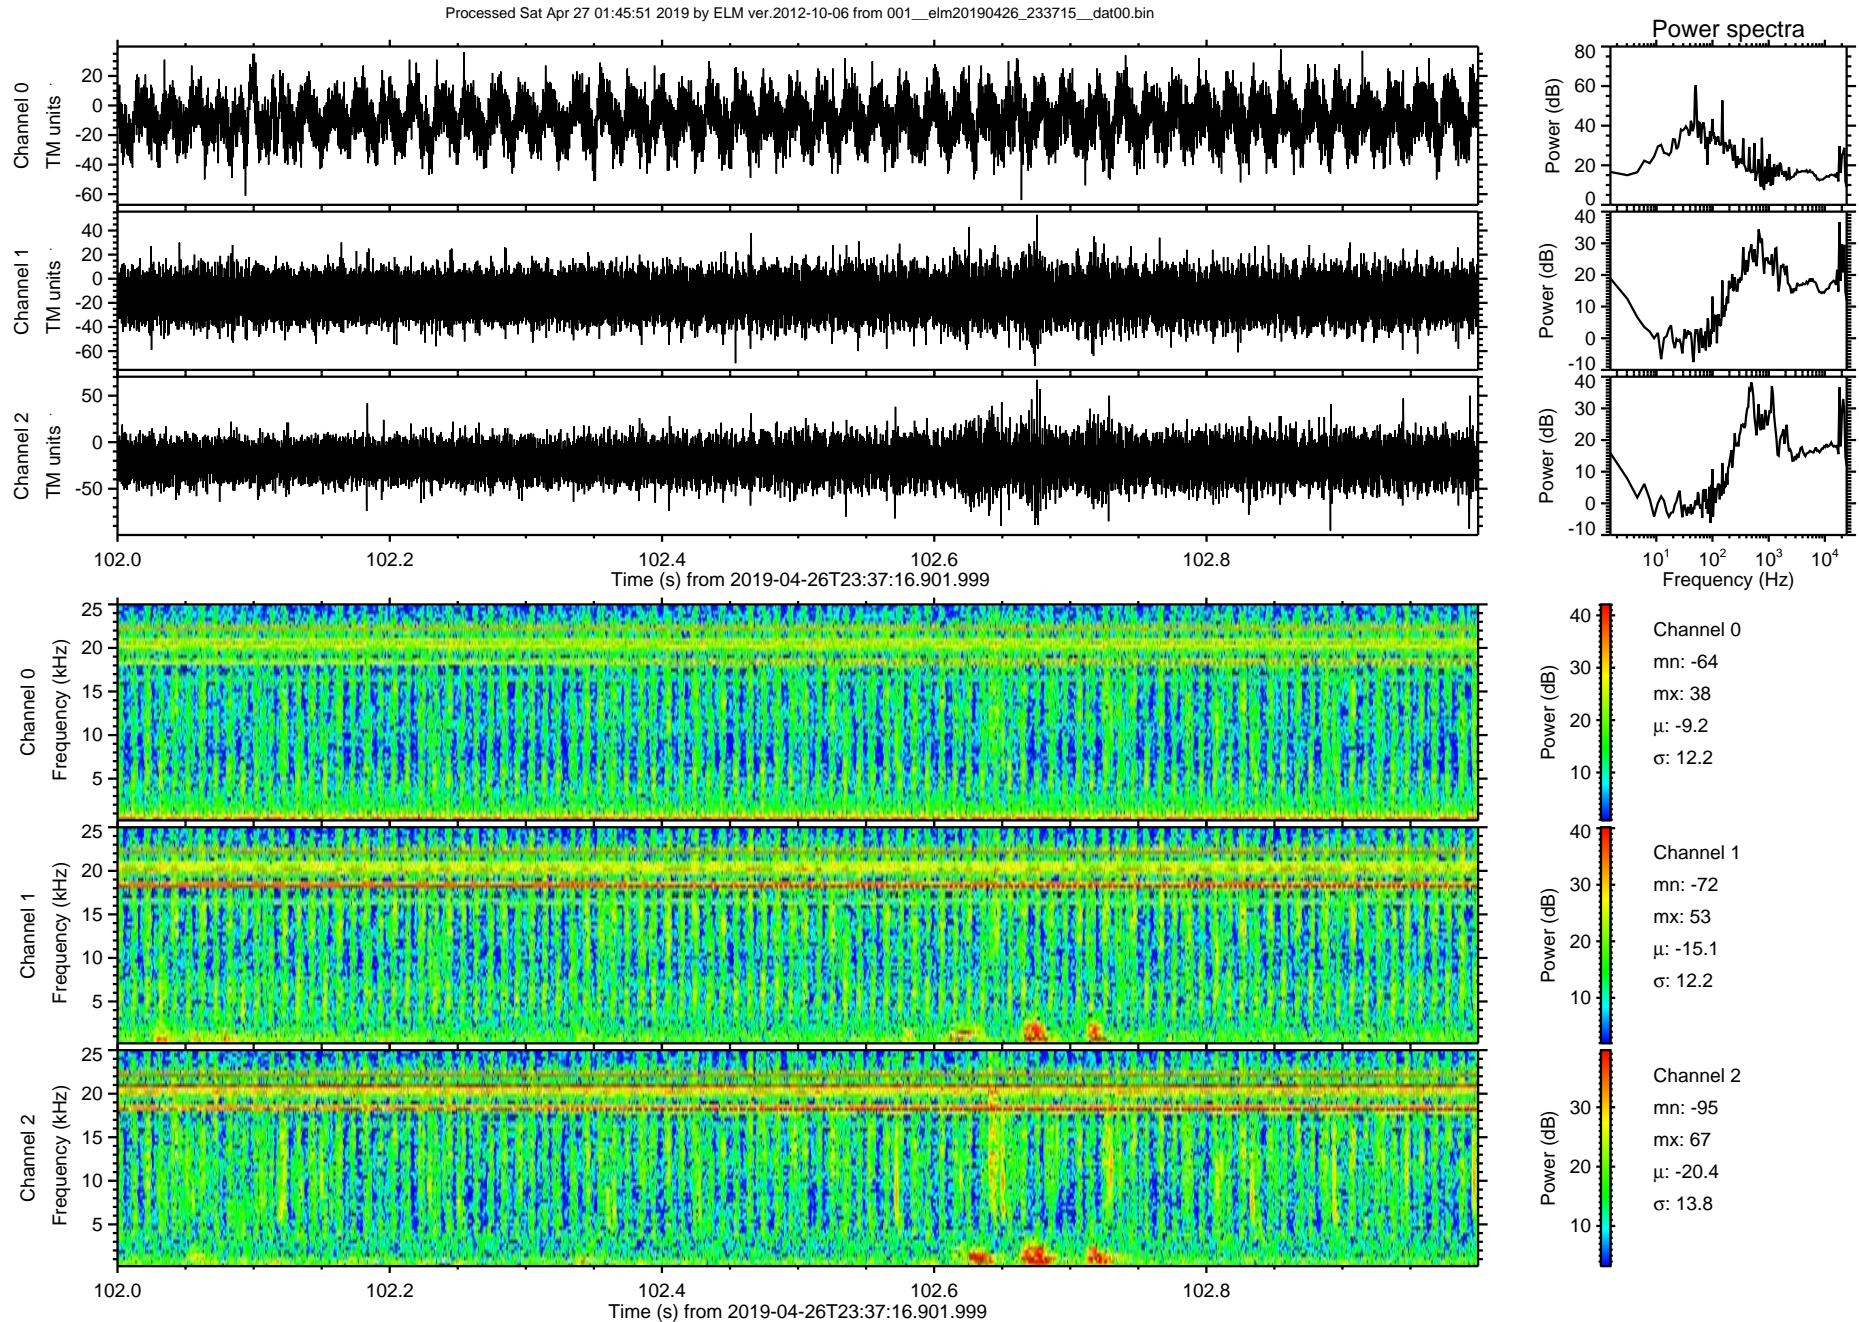 Processed Sat Apr 27 01:45:51 2019 by ELM ver.2012-10-06 from 001__elm20190426_233715__dat00.bin
Power spectra
Channel 0
TM units
20
0
-20
-40
-60
Power (dB)
80
60
40
20
0
Channel 1
TM units
40
20
0
-20
-40
-60
Power (dB)
40
30
20
10
0
-10
Channel 2
TM units
50
0
-50
Power (dB)
40
30
20
10
0
-10
102.0 102.2 102.4 102.6 102.8
Time (s) from 2019-04-26T23:37:16.901.999
10¹ 10² 10³ 10⁴
Frequency (Hz)
Channel 0
Frequency (kHz)
25
20
15
10
5
Power (dB)
40
30
20
10
Channel 0
mn: -64
mx: 38
μ: -9.2
σ: 12.2
Channel 1
Frequency (kHz)
25
20
15
10
5
Power (dB)
40
30
20
10
Channel 1
mn: -72
mx: 53
μ: -15.1
σ: 12.2
Channel 2
Frequency (kHz)
25
20
15
10
5
Power (dB)
30
20
10
Channel 2
mn: -95
mx: 67
μ: -20.4
σ: 13.8
102.0 102.2 102.4 102.6 102.8
Time (s) from 2019-04-26T23:37:16.901.999